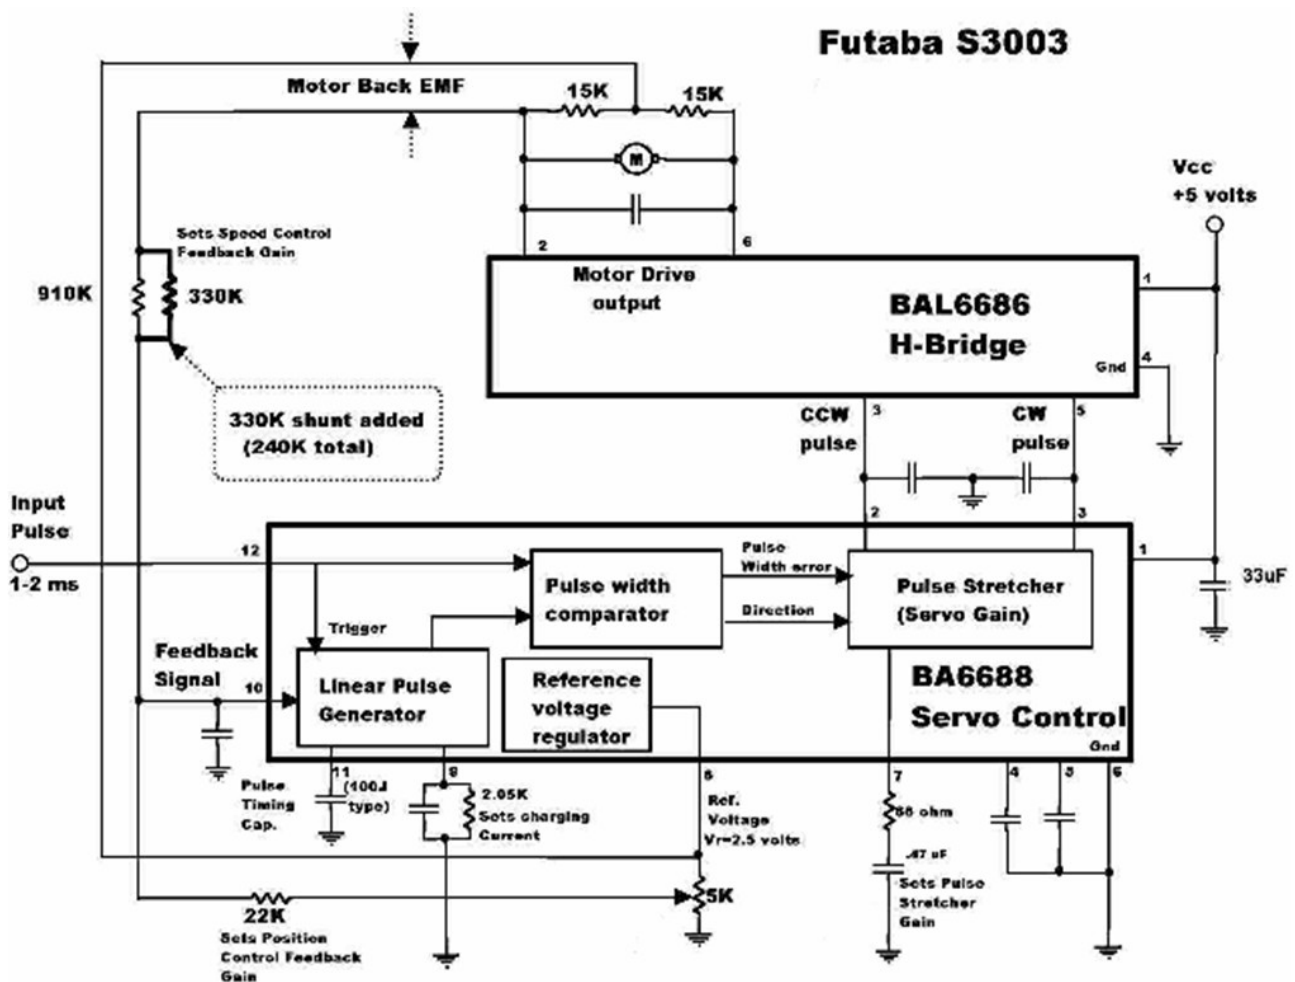 Futaba S3003
Motor Back EMF
15K
15K
M
Vcc
+5 volts
Sets Speed Control
Feedback Gain
2
6
Motor Drive
output
1
910K
330K
BAL6686
H-Bridge
Gnd
4
330K shunt added
(240K total)
CCW
pulse
3
CW
pulse
5
Input
Pulse
1-2 ms
12
2
3
1
Pulse
Width error
Pulse width
comparator
Pulse Stretcher
(Servo Gain)
33uF
Direction
Trigger
Feedback
Signal
10
Linear Pulse
Generator
Reference
voltage
regulator
BA6688
Servo Control
Gnd
11
9
7
4
5
Pulse
Timing
Cap.
type)
2.05K
Sets charging
Current
Ref.
Voltage
Vr=2.5 volts
ohm
.47 uF
Sets Pulse
Stretcher
Gain
5K
22K
Sets Position
Control Feedback
Gain